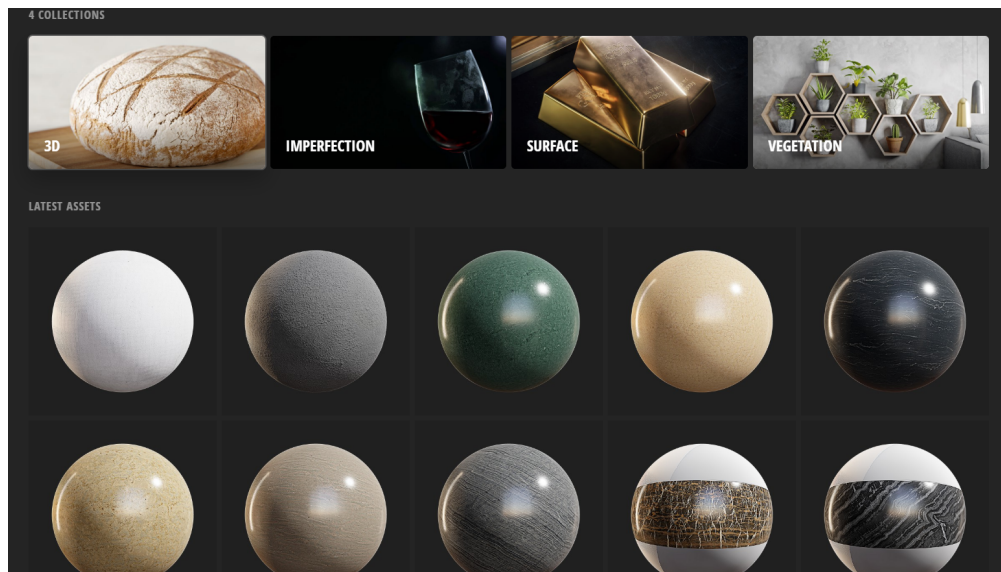 4 COLLECTIONS
3D
IMPERFECTION
SURFACE
VEGETATION
LATEST ASSETS